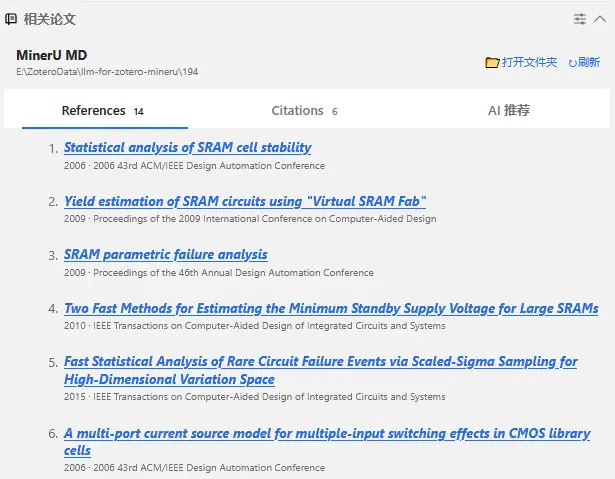 相关论文
MinerU MD
E:\ZoteroData\llm-for-zotero-mineru\194
打开文件夹 ↻刷新
References 14 Citations 6 AI 推荐
1. Statistical analysis of SRAM cell stability
2006 · 2006 43rd ACM/IEEE Design Automation Conference
2. Yield estimation of SRAM circuits using "Virtual SRAM Fab"
2009 · Proceedings of the 2009 International Conference on Computer-Aided Design
3. SRAM parametric failure analysis
2009 · Proceedings of the 46th Annual Design Automation Conference
4. Two Fast Methods for Estimating the Minimum Standby Supply Voltage for Large SRAMs
2010 · IEEE Transactions on Computer-Aided Design of Integrated Circuits and Systems
5. Fast Statistical Analysis of Rare Circuit Failure Events via Scaled-Sigma Sampling for
High-Dimensional Variation Space
2015 · IEEE Transactions on Computer-Aided Design of Integrated Circuits and Systems
6. A multi-port current source model for multiple-input switching effects in CMOS library
cells
2006 · 2006 43rd ACM/IEEE Design Automation Conference